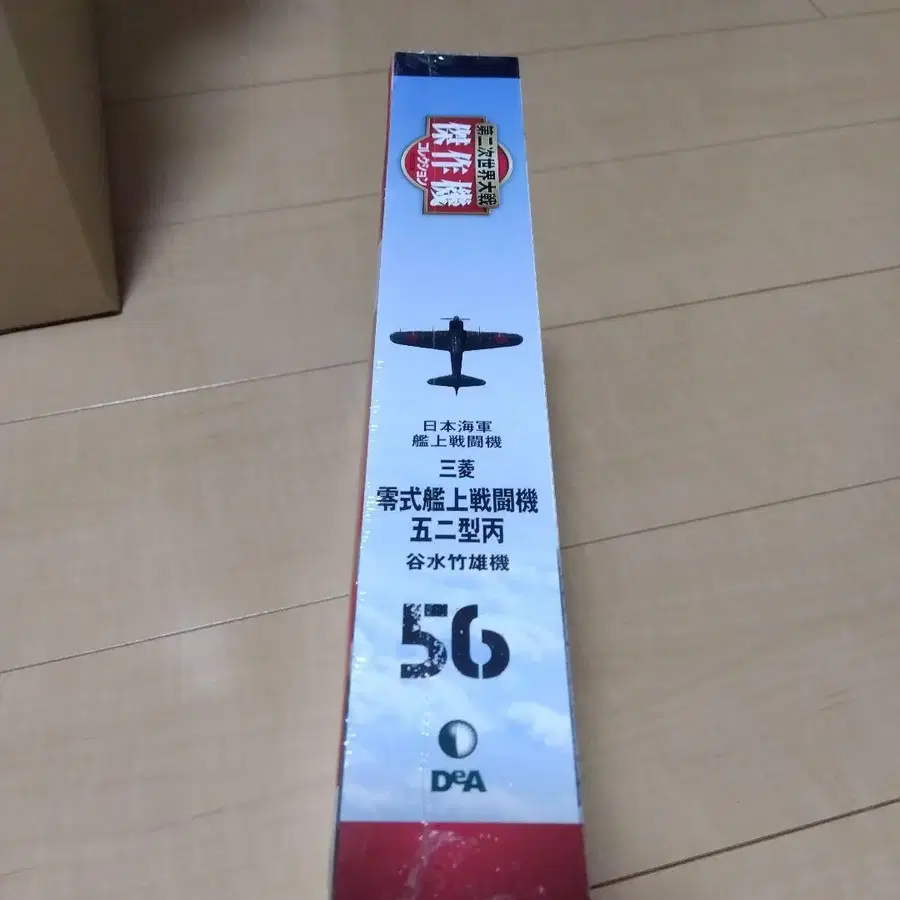 第二次世界大戦
傑作機
コレクション
日本海軍
艦上戦闘機
三菱
零式艦上戦闘機
五二型丙
谷水竹雄機
56
DeA